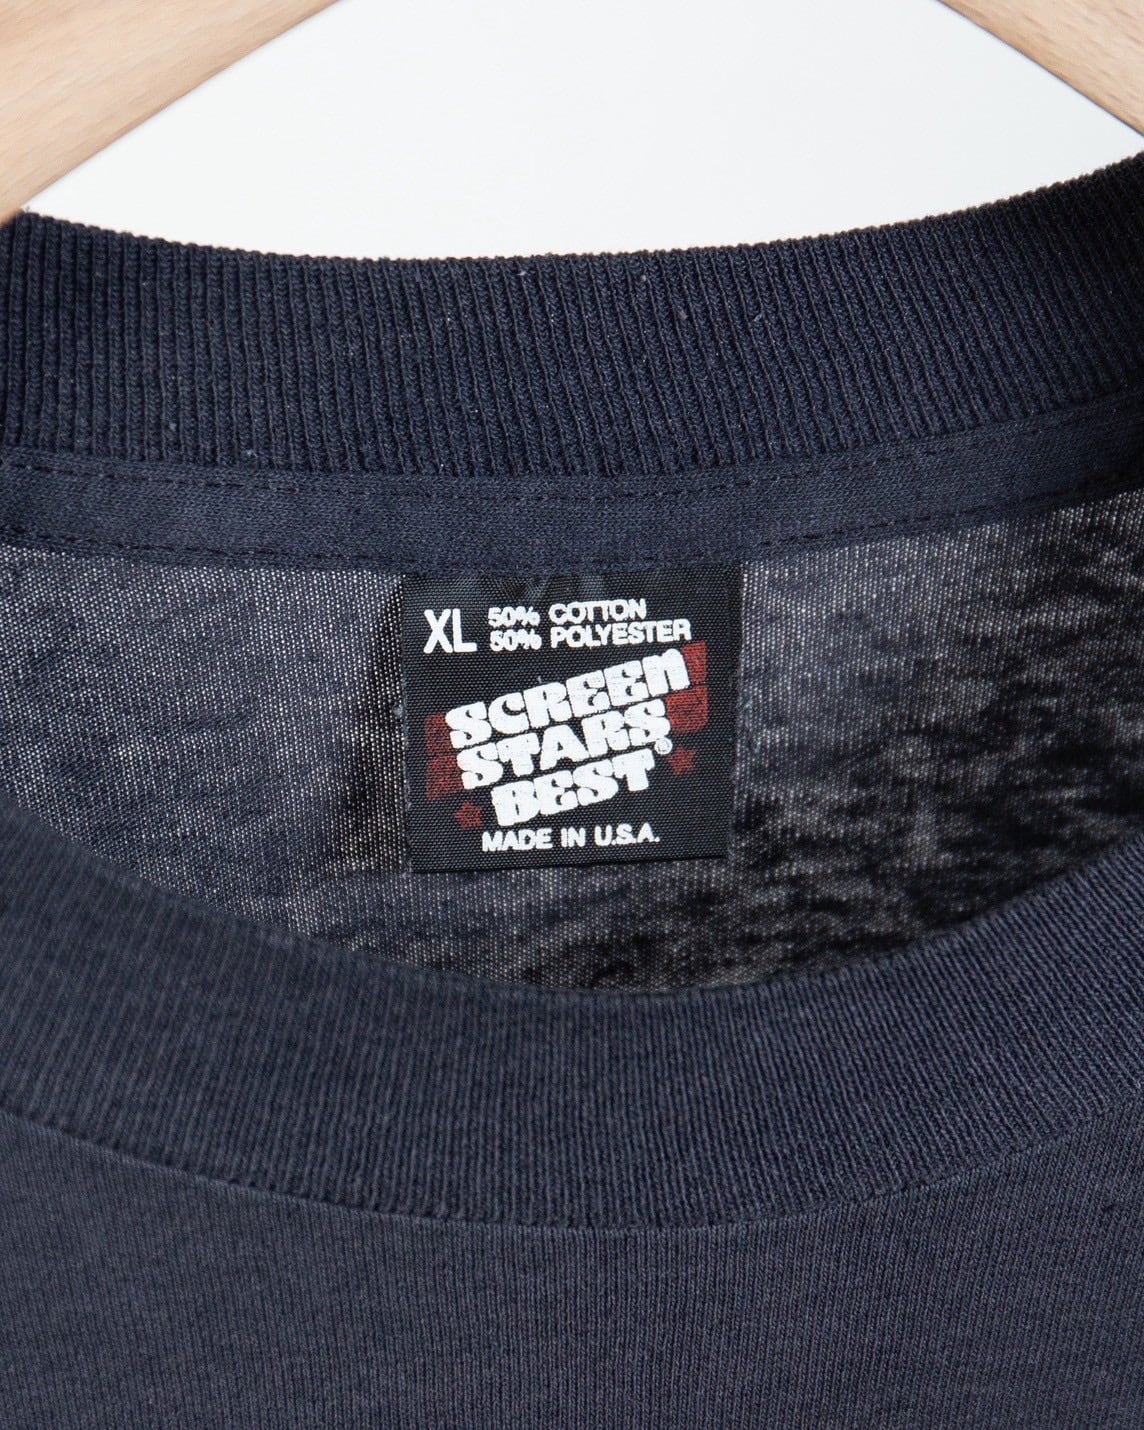 XL 50% COTTON
50% POLYESTER
SCREEN
STARS
BEST®
MADE IN U.S.A.